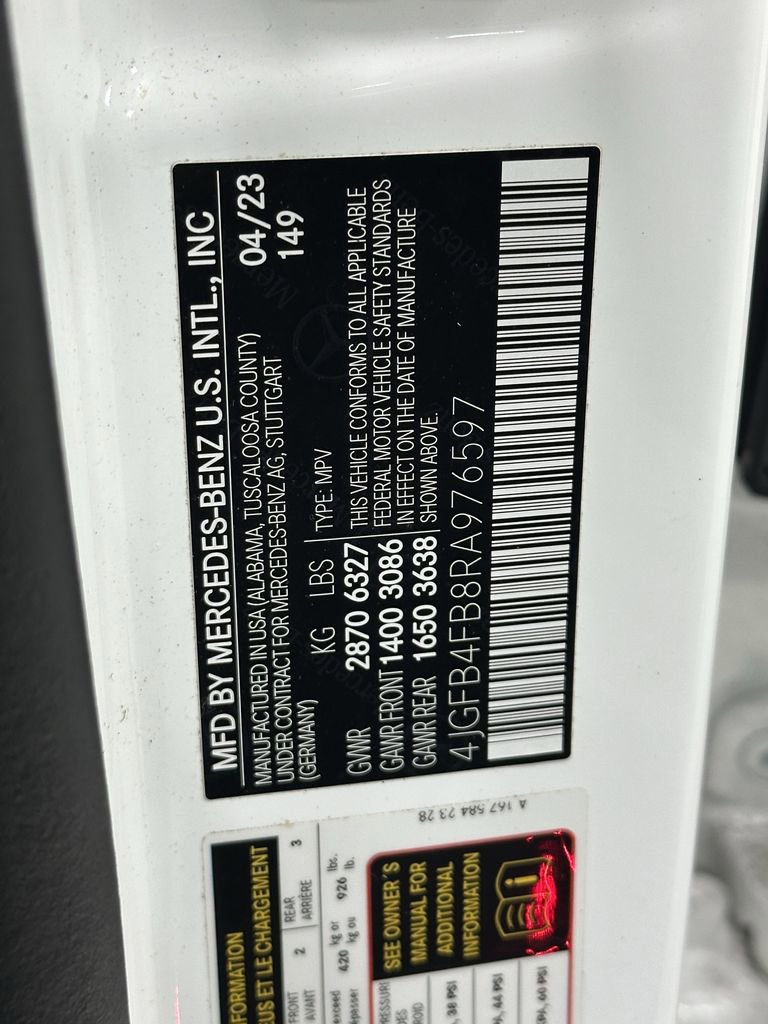 MFD BY MERCEDES-BENZ U.S. INTL., INC
MANUFACTURED IN USA (ALABAMA, TUSCALOOSA COUNTY) 04/23
UNDER CONTRACT FOR MERCEDES-BENZ AG, STUTTGART 149
(GERMANY)
KG LBS TYPE: MPV
GVWR 2870 6327 THIS VEHICLE CONFORMS TO ALL APPLICABLE
GAWR FRONT 1400 3086 FEDERAL MOTOR VEHICLE SAFETY STANDARDS
GAWR REAR 1650 3638 IN EFFECT ON THE DATE OF MANUFACTURE
SHOWN ABOVE.
4JGFB4FB8RA976597
A 167 584 23 28
FORMATION
EUS ET LE CHARGEMENT
FRONT 2 REAR 3
AVANT ARRIÈRE
exceed 420 kg or 926 lbs.
dépasser kg ou lb.
SEE OWNER'S
MANUAL FOR
ADDITIONAL
INFORMATION
38 PSI
44 PSI
60 PSI